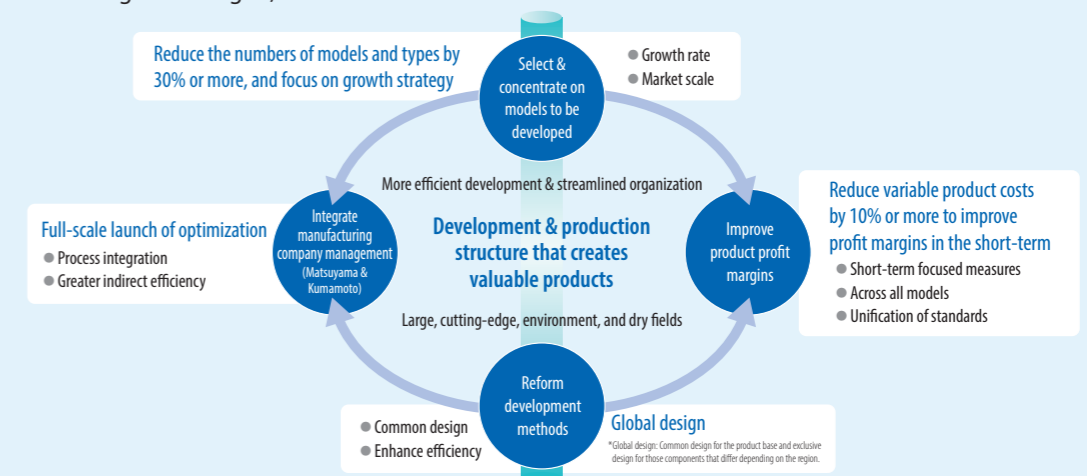 Reduce the numbers of models and types by
30% or more, and focus on growth strategy
Select &
concentrate on
models to be
developed
● Growth rate
● Market scale
More efficient development & streamlined organization
Full-scale launch of optimization
● Process integration
● Greater indirect efficiency
Integrate
manufacturing
company management
(Matsuyama &
Kumamoto)
Development & production
structure that creates
valuable products
Improve
product profit
margins
Reduce variable product costs
by 10% or more to improve
profit margins in the short-term
● Short-term focused measures
● Across all models
● Unification of standards
Large, cutting-edge, environment, and dry fields
Reform
development
methods
● Common design
● Enhance efficiency
Global design
*Global design: Common design for the product base and exclusive
design for those components that differ depending on the region.